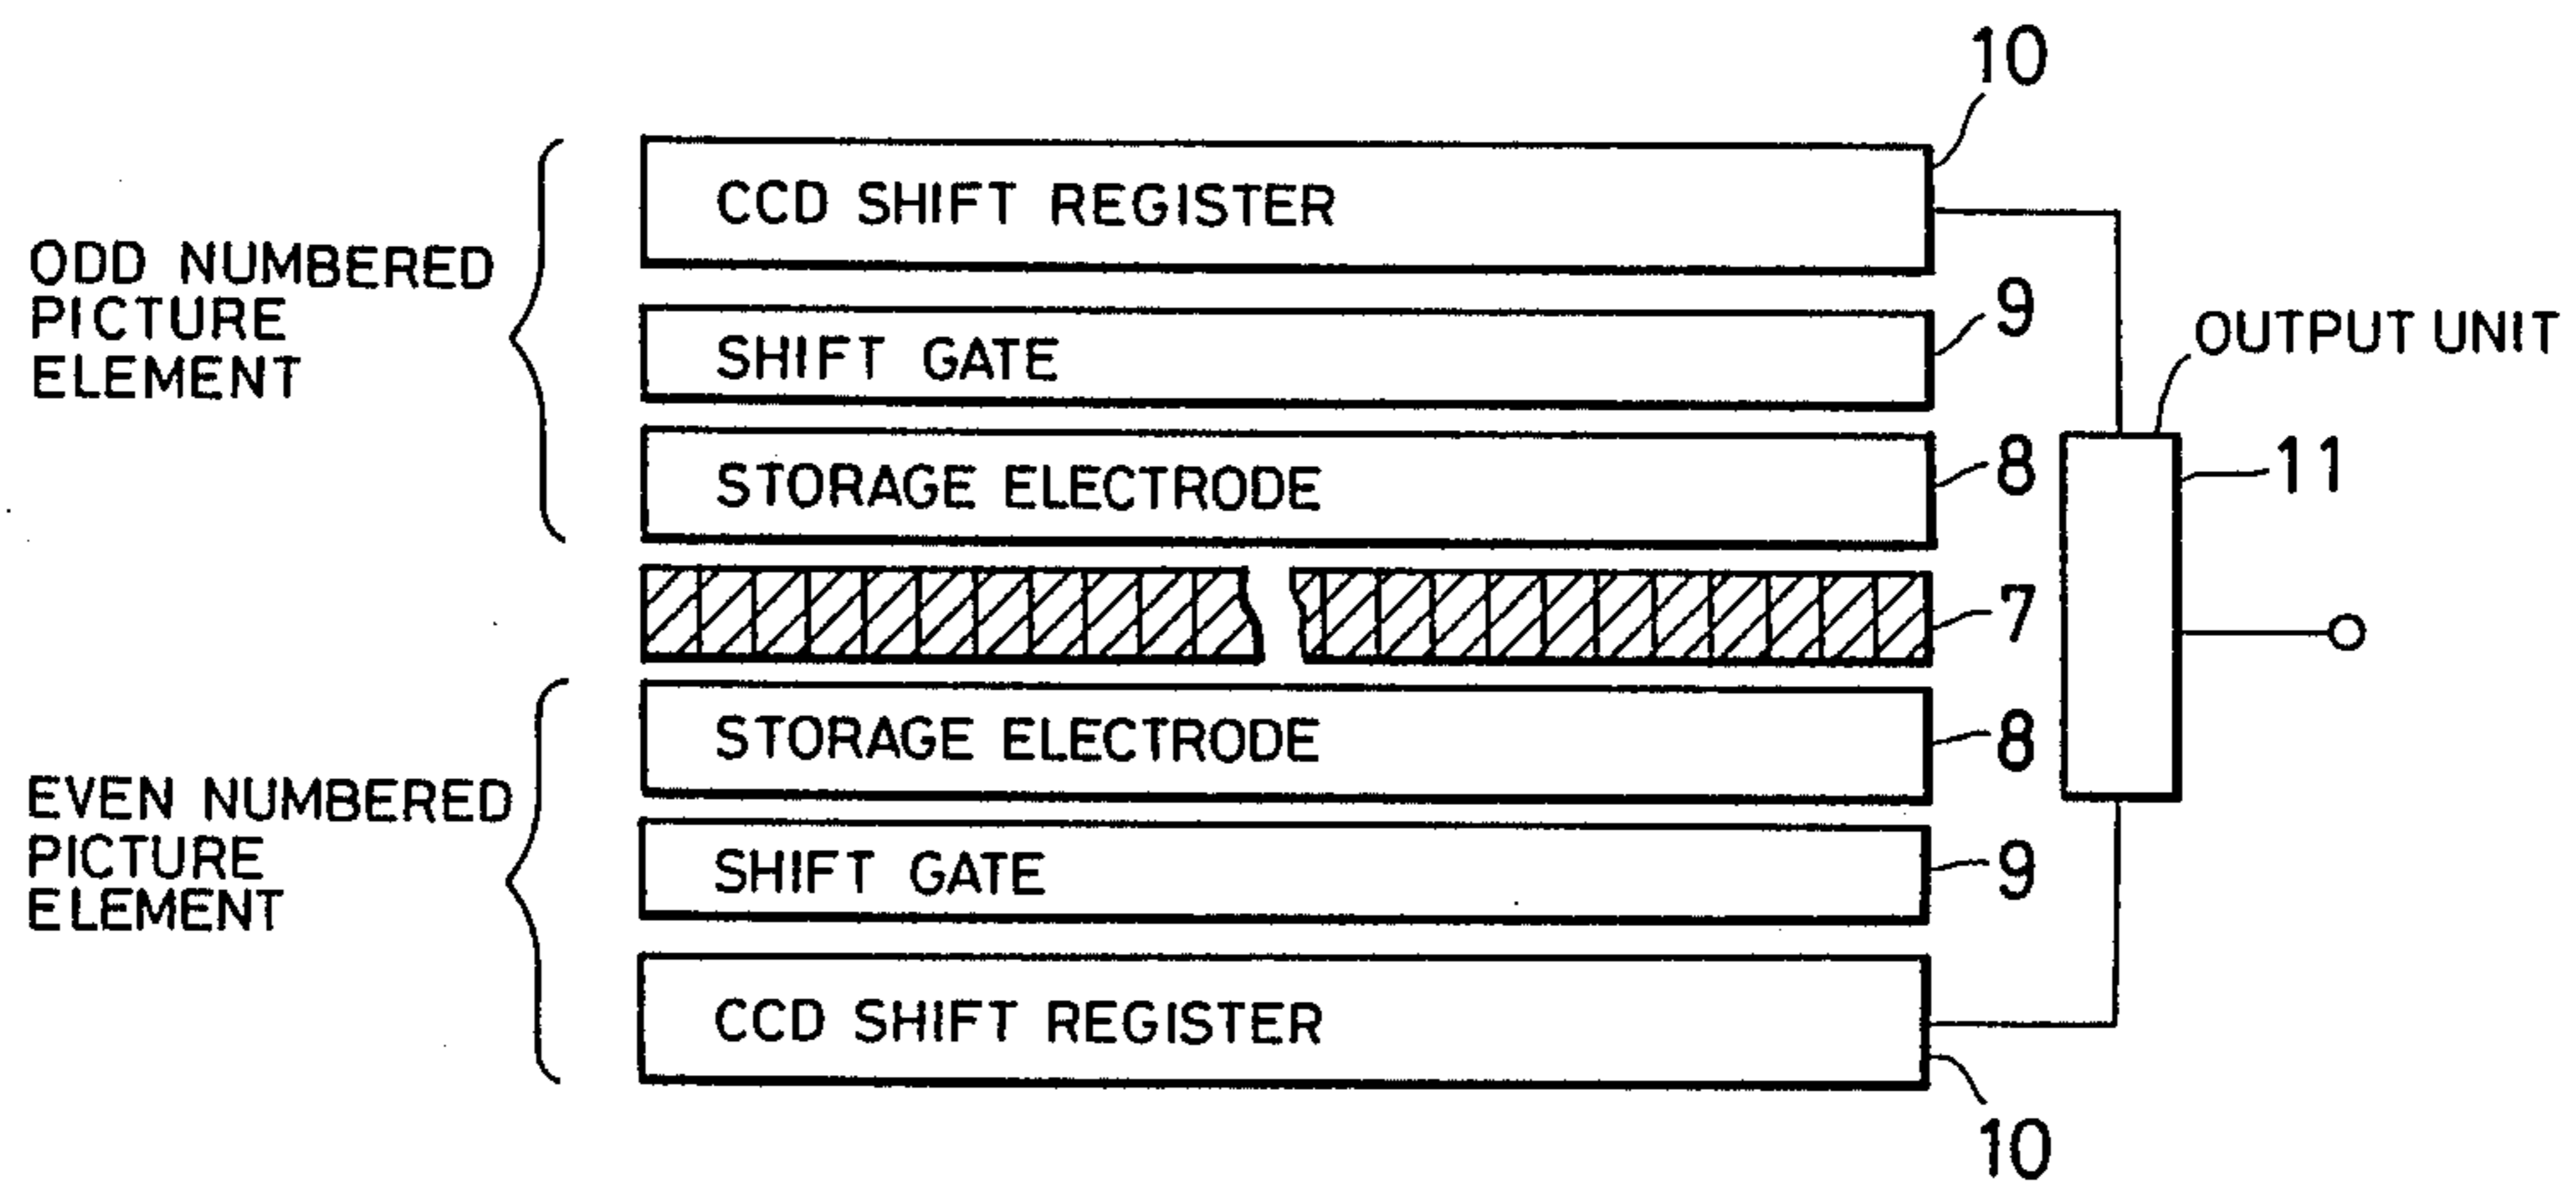 10
CCD SHIFT REGISTER
ODD NUMBERED
PICTURE
ELEMENT
9
SHIFT GATE
OUTPUT UNIT
8
STORAGE ELECTRODE
11
7
STORAGE ELECTRODE
8
EVEN NUMBERED
PICTURE
ELEMENT
SHIFT GATE
9
CCD SHIFT REGISTER
10